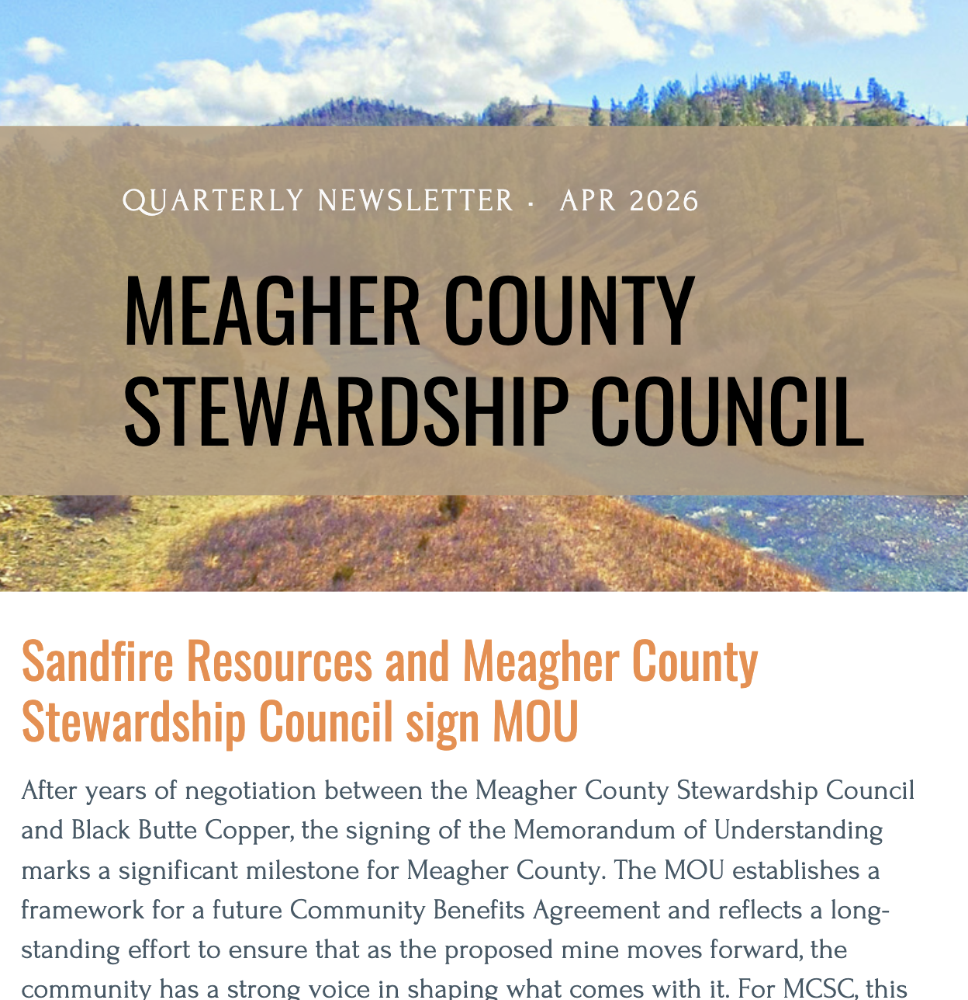 QUARTERLY NEWSLETTER · APR 2026
MEAGHER COUNTY
STEWARDSHIP COUNCIL
Sandfire Resources and Meagher County
Stewardship Council sign MOU
After years of negotiation between the Meagher County Stewardship Council
and Black Butte Copper, the signing of the Memorandum of Understanding
marks a significant milestone for Meagher County. The MOU establishes a
framework for a future Community Benefits Agreement and reflects a long-
standing effort to ensure that as the proposed mine moves forward, the
community has a strong voice in shaping what comes with it. For MCSC, this